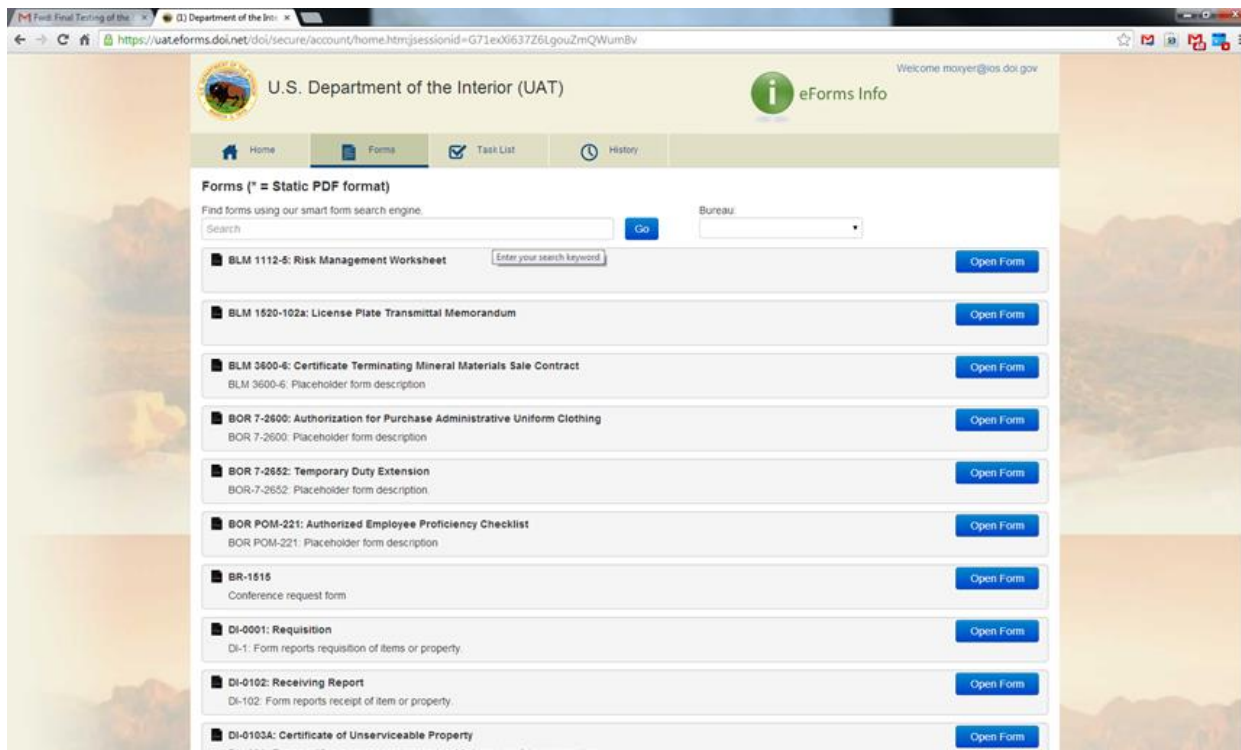 Fwd: Final Testing of the
(1) Department of the Inte
https://uat.eforms.doi.net/doi/secure/account/home.htm;jsessionid=
U.S. Department of the Interior (UAT)
eForms Info
Welcome moxyer@ios.doi.gov
Home
Forms
Task List
History
Forms (* = Static PDF format)
Find forms using our smart form search engine.
Bureau:
Search
Go
Enter your search keyword
BLM 1112-5: Risk Management Worksheet
Open Form
BLM 1520-102a: License Plate Transmittal Memorandum
Open Form
BLM 3600-6: Certificate Terminating Mineral Materials Sale Contract
BLM 3600-6: Placeholder form description
Open Form
BOR 7-2600: Authorization for Purchase Administrative Uniform Clothing
BOR 7-2600: Placeholder form description
Open Form
BOR 7-2652: Temporary Duty Extension
BOR-7-2652: Placeholder form description.
Open Form
BOR POM-221: Authorized Employee Proficiency Checklist
BOR POM-221: Placeholder form description
Open Form
BR-1515
Conference request form
Open Form
DI-0001: Requisition
DI-1: Form reports requisition of items or property.
Open Form
DI-0102: Receiving Report
DI-102: Form reports receipt of item or property.
Open Form
DI-0103A: Certificate of Unserviceable Property
Open Form